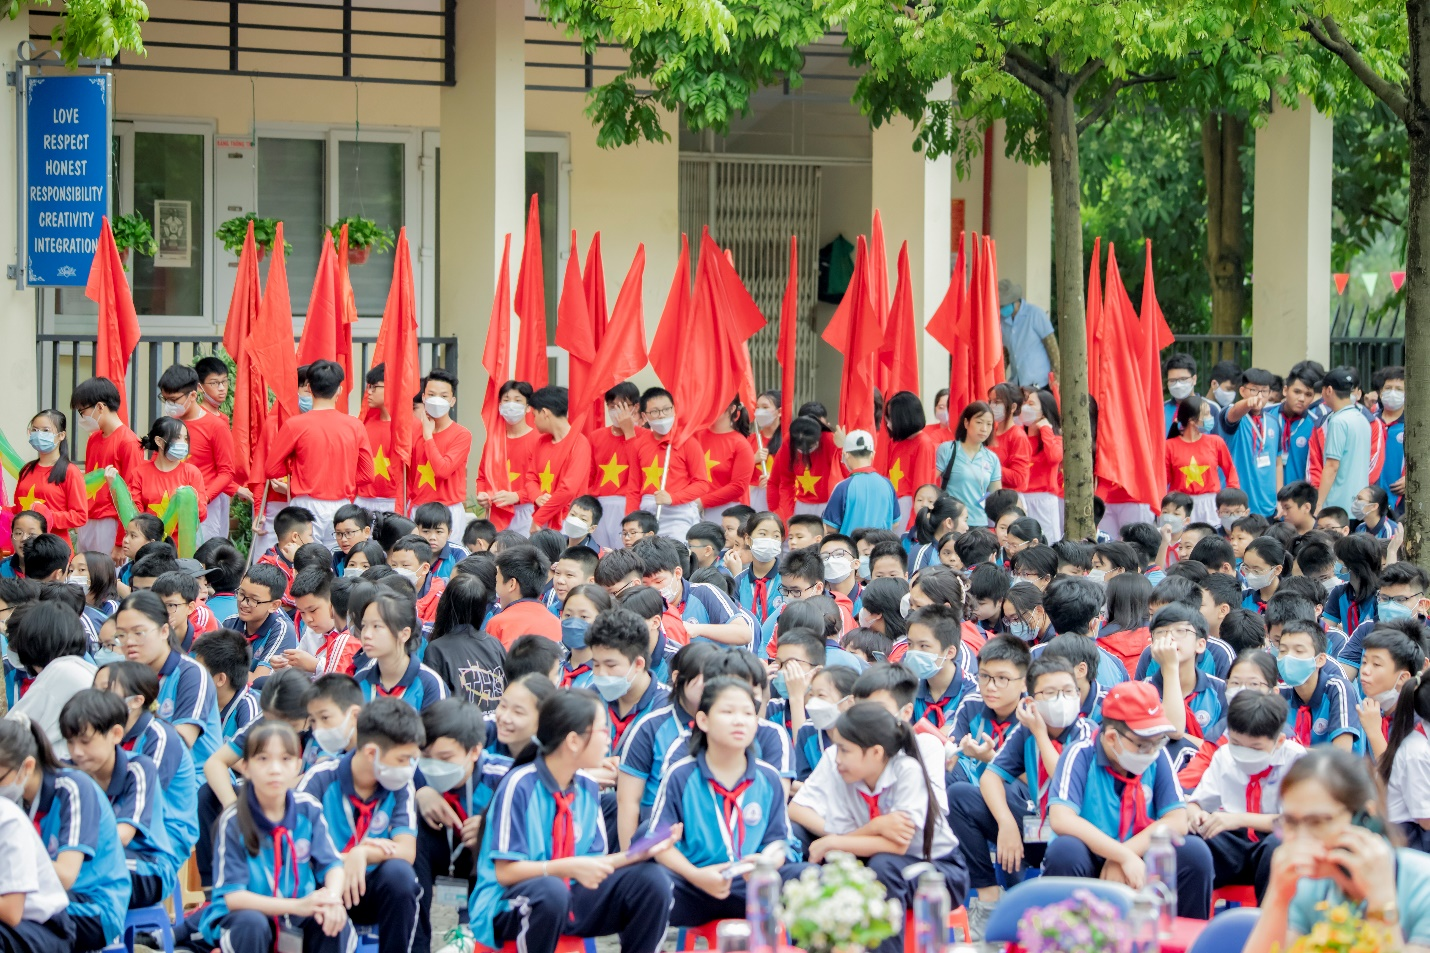 LOVE
RESPECT
HONEST
RESPONSIBILITY
CREATIVITY
INTEGRATION